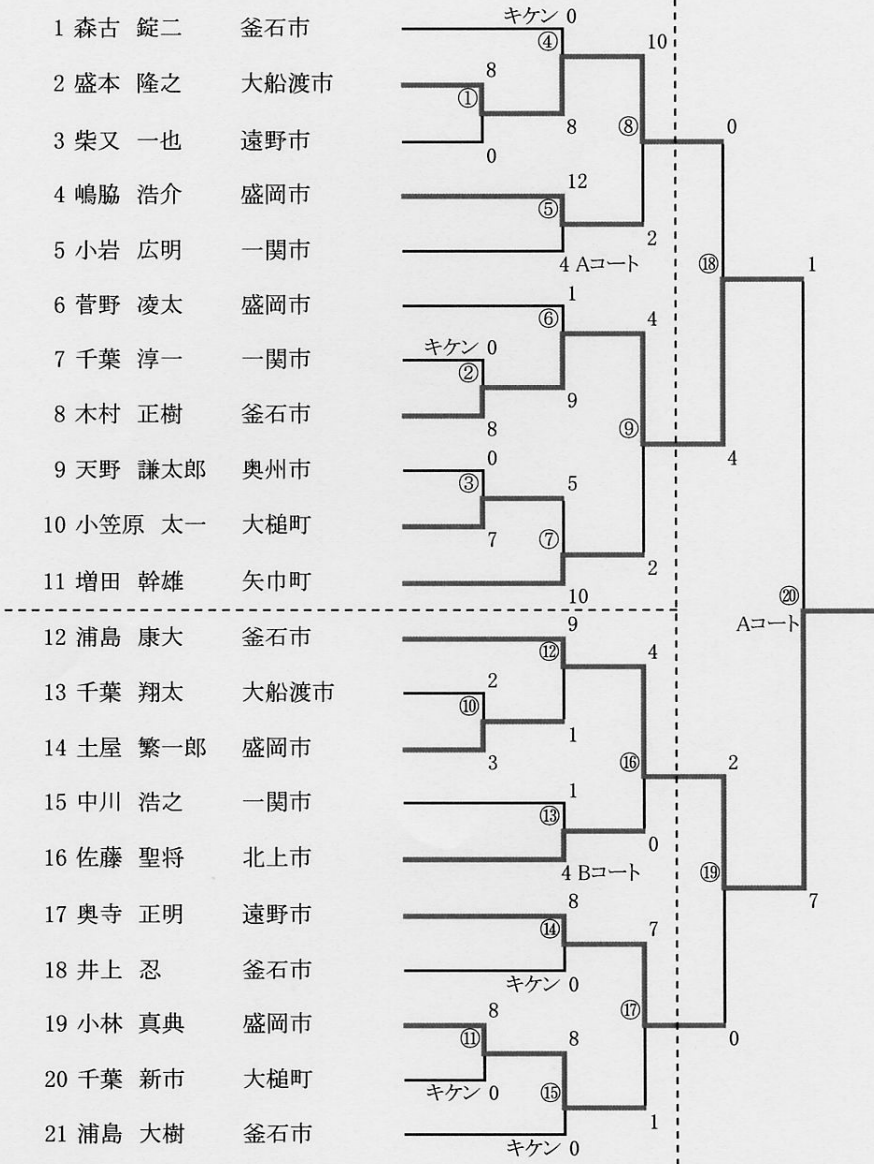 キケン 0
1 森古 錠二 釜石市
④ 10
2 盛本 隆之 大船渡市 8
①
8 ⑧ 0
3 柴又 一也 遠野市
0
4 嶋脇 浩介 盛岡市 12
⑤
2
5 小岩 広明 一関市
4 Aコート ⑱ 1
6 菅野 凌太 盛岡市 1
⑥ 4
キケン 0
7 千葉 淳一 一関市
②
8 木村 正樹 釜石市 9
8 ⑨
9 天野 謙太郎 奥州市 0 4
③ 5
10 小笠原 太一 大槌町
7 ⑦
2
11 増田 幹雄 矢巾町
10 ⑳
Aコート
12 浦島 康大 釜石市 9
⑫ 4
13 千葉 翔太 大船渡市 2
⑩
1
14 土屋 繁一郎 盛岡市
3 ⑯ 2
15 中川 浩之 一関市 1
⑬
0
16 佐藤 聖将 北上市
4 Bコート ⑲
17 奥寺 正明 遠野市 8 7
⑭ 7
18 井上 忍 釜石市
キケン 0
19 小林 真典 盛岡市 8 ⑰
⑪ 8 0
20 千葉 新市 大槌町
キケン 0 ⑮
1
21 浦島 大樹 釜石市
キケン 0